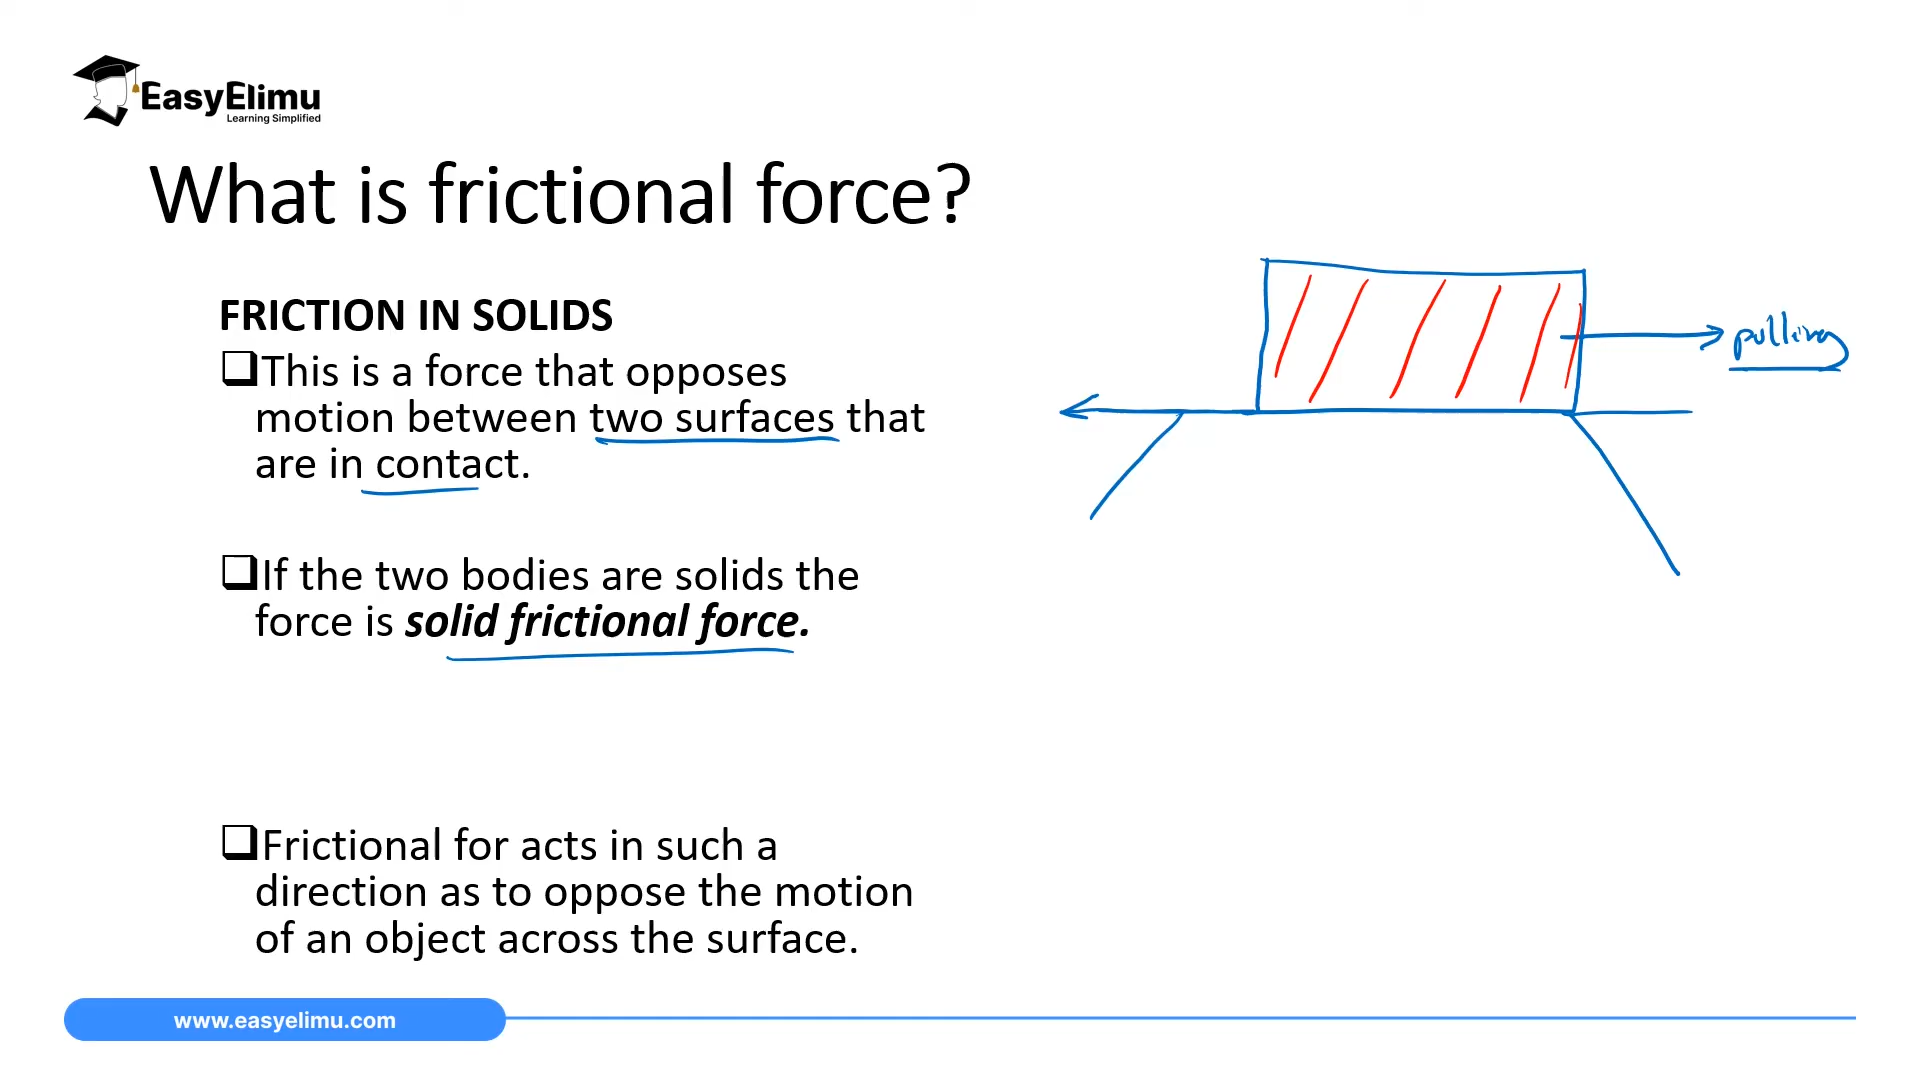 EasyElimu
Learning Simplified
What is frictional force?
FRICTION IN SOLIDS
This is a force that opposes
motion between two surfaces that
are in contact.
If the two bodies are solids the
force is solid frictional force.
Frictional for acts in such a
direction as to oppose the motion
of an object across the surface.
pulling
www.easyelimu.com